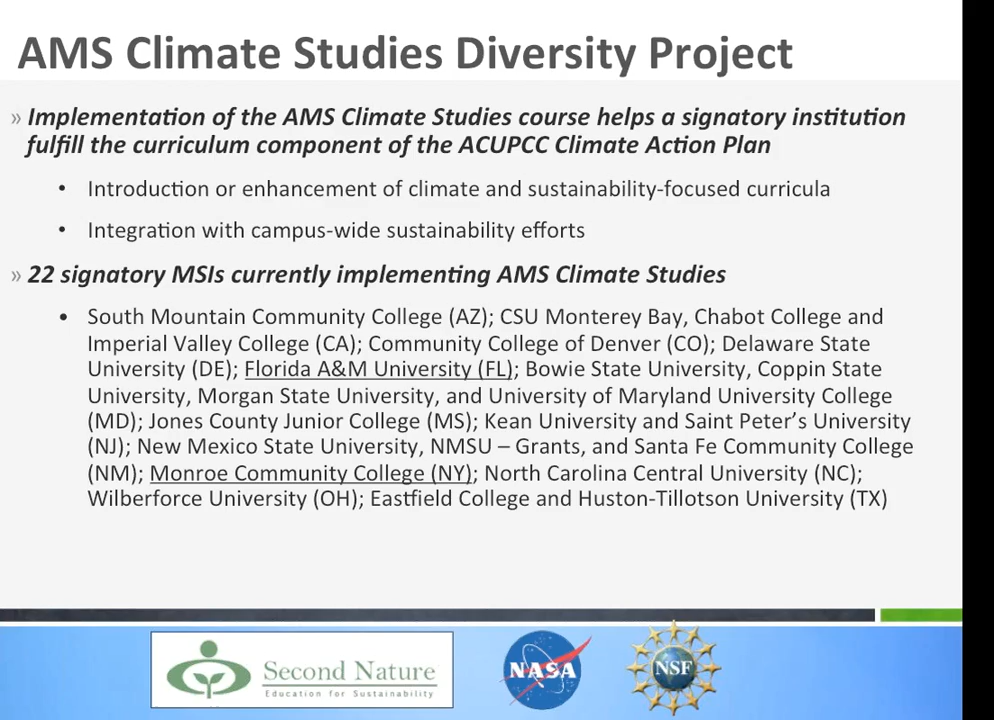 AMS Climate Studies Diversity Project
» Implementation of the AMS Climate Studies course helps a signatory institution
fulfill the curriculum component of the ACUPCC Climate Action Plan
• Introduction or enhancement of climate and sustainability-focused curricula
• Integration with campus-wide sustainability efforts
» 22 signatory MSIs currently implementing AMS Climate Studies
• South Mountain Community College (AZ); CSU Monterey Bay, Chabot College and
Imperial Valley College (CA); Community College of Denver (CO); Delaware State
University (DE); Florida A&M University (FL); Bowie State University, Coppin State
University, Morgan State University, and University of Maryland University College
(MD); Jones County Junior College (MS); Kean University and Saint Peter’s University
(NJ); New Mexico State University, NMSU – Grants, and Santa Fe Community College
(NM); Monroe Community College (NY); North Carolina Central University (NC);
Wilberforce University (OH); Eastfield College and Huston-Tillotson University (TX)
Second Nature
Education for Sustainability
NASA
NSF